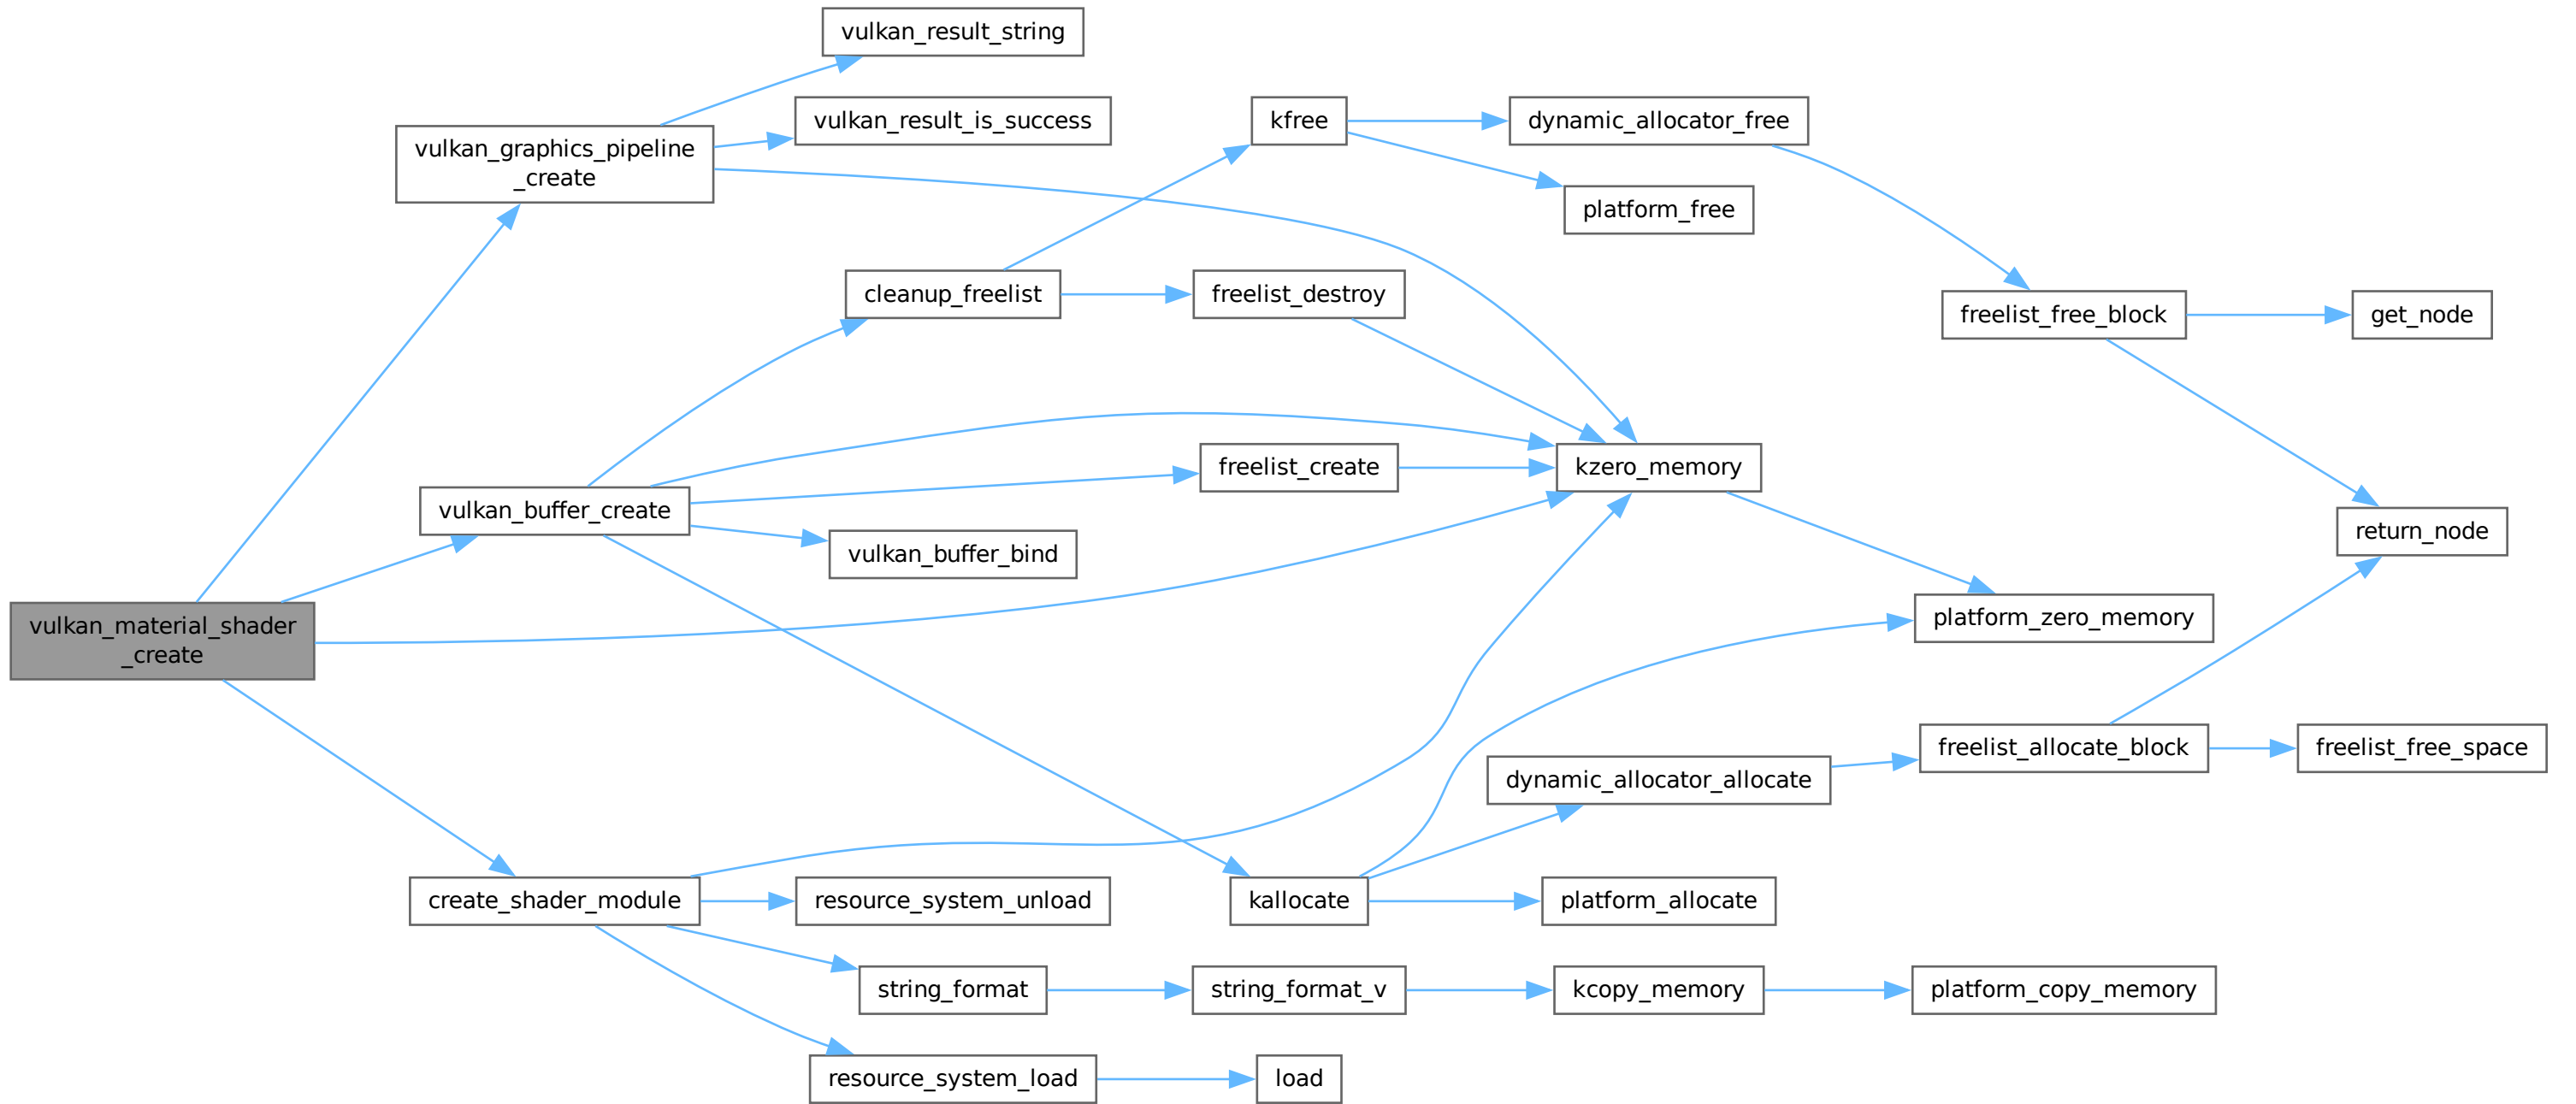 vulkan_result_string
vulkan_result_is_success
kfree
dynamic_allocator_free
vulkan_graphics_pipeline
_create
platform_free
cleanup_freelist
freelist_destroy
freelist_free_block
get_node
freelist_create
kzero_memory
vulkan_buffer_create
vulkan_buffer_bind
return_node
vulkan_material_shader
_create
platform_zero_memory
freelist_allocate_block
freelist_free_space
dynamic_allocator_allocate
create_shader_module
resource_system_unload
kallocate
platform_allocate
string_format
string_format_v
kcopy_memory
platform_copy_memory
resource_system_load
load